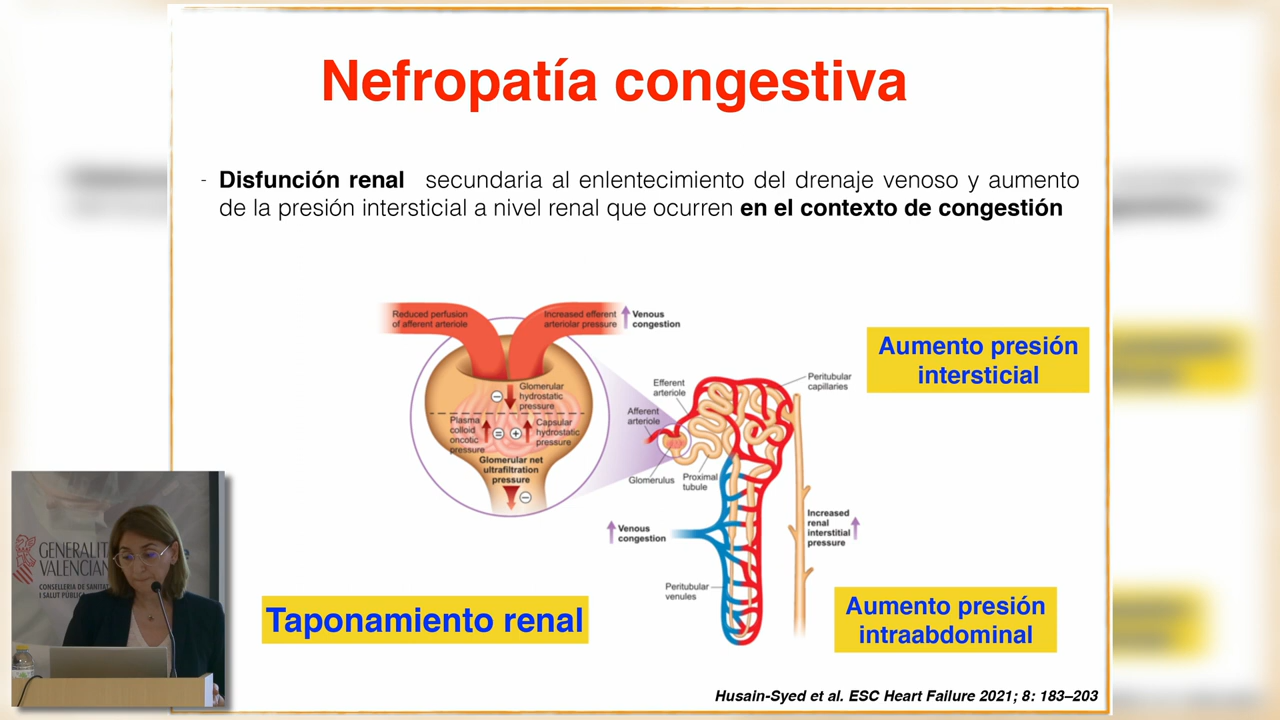 Nefropatía congestiva
- Disfunción renal secundaria al enlentecimiento del drenaje venoso y aumento
de la presión intersticial a nivel renal que ocurren en el contexto de congestión
Reduced perfusion
of afferent arteriole
Increased efferent
arteriolar pressure
Venous
congestion
Glomerular
hydrostatic
pressure
Plasma
colloid
oncotic
pressure
Capsular
hydrostatic
pressure
Glomerular net
ultrafiltration
pressure
Efferent
arteriole
Afferent
arteriole
Peritubular
capillaries
Glomerulus
Proximal
tubule
Venous
congestion
Increased
renal
interstitial
pressure
Peritubular
venules
Aumento presión
intersticial
Taponamiento renal
Aumento presión
intraabdominal
Husain-Syed et al. ESC Heart Failure 2021; 8: 183–203
GENERALIT
VALENCIAN
CONSELLERIA DE SANITAT
I SALUT PÚBL